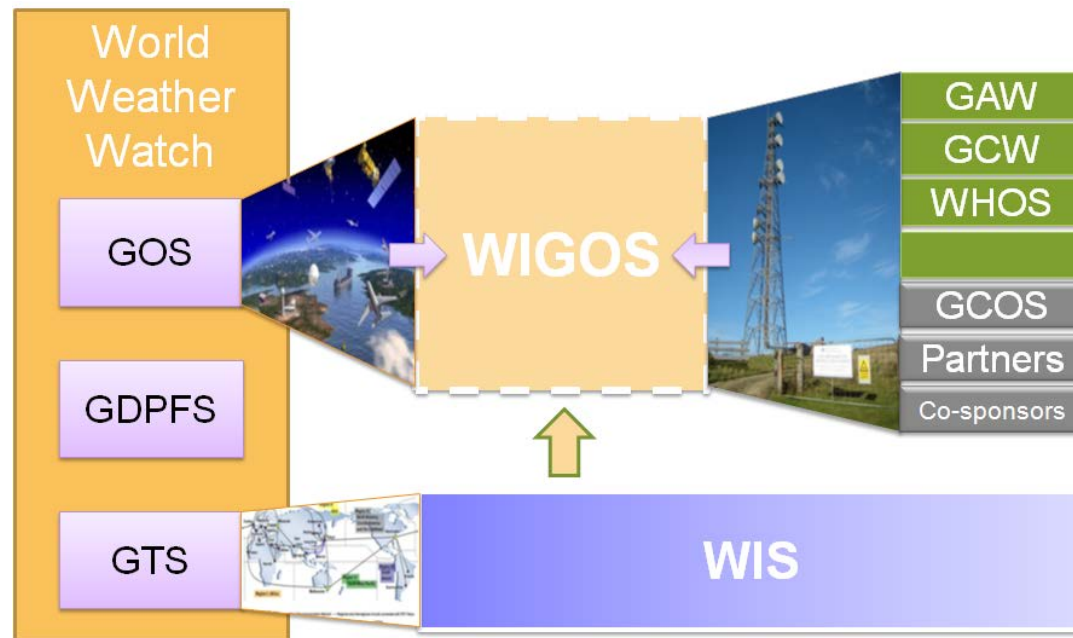 World
Weather
Watch
GOS
GDPFS
GTS
WIGOS
WIS
GAW
GCW
WHOS
GCOS
Partners
Co-sponsors